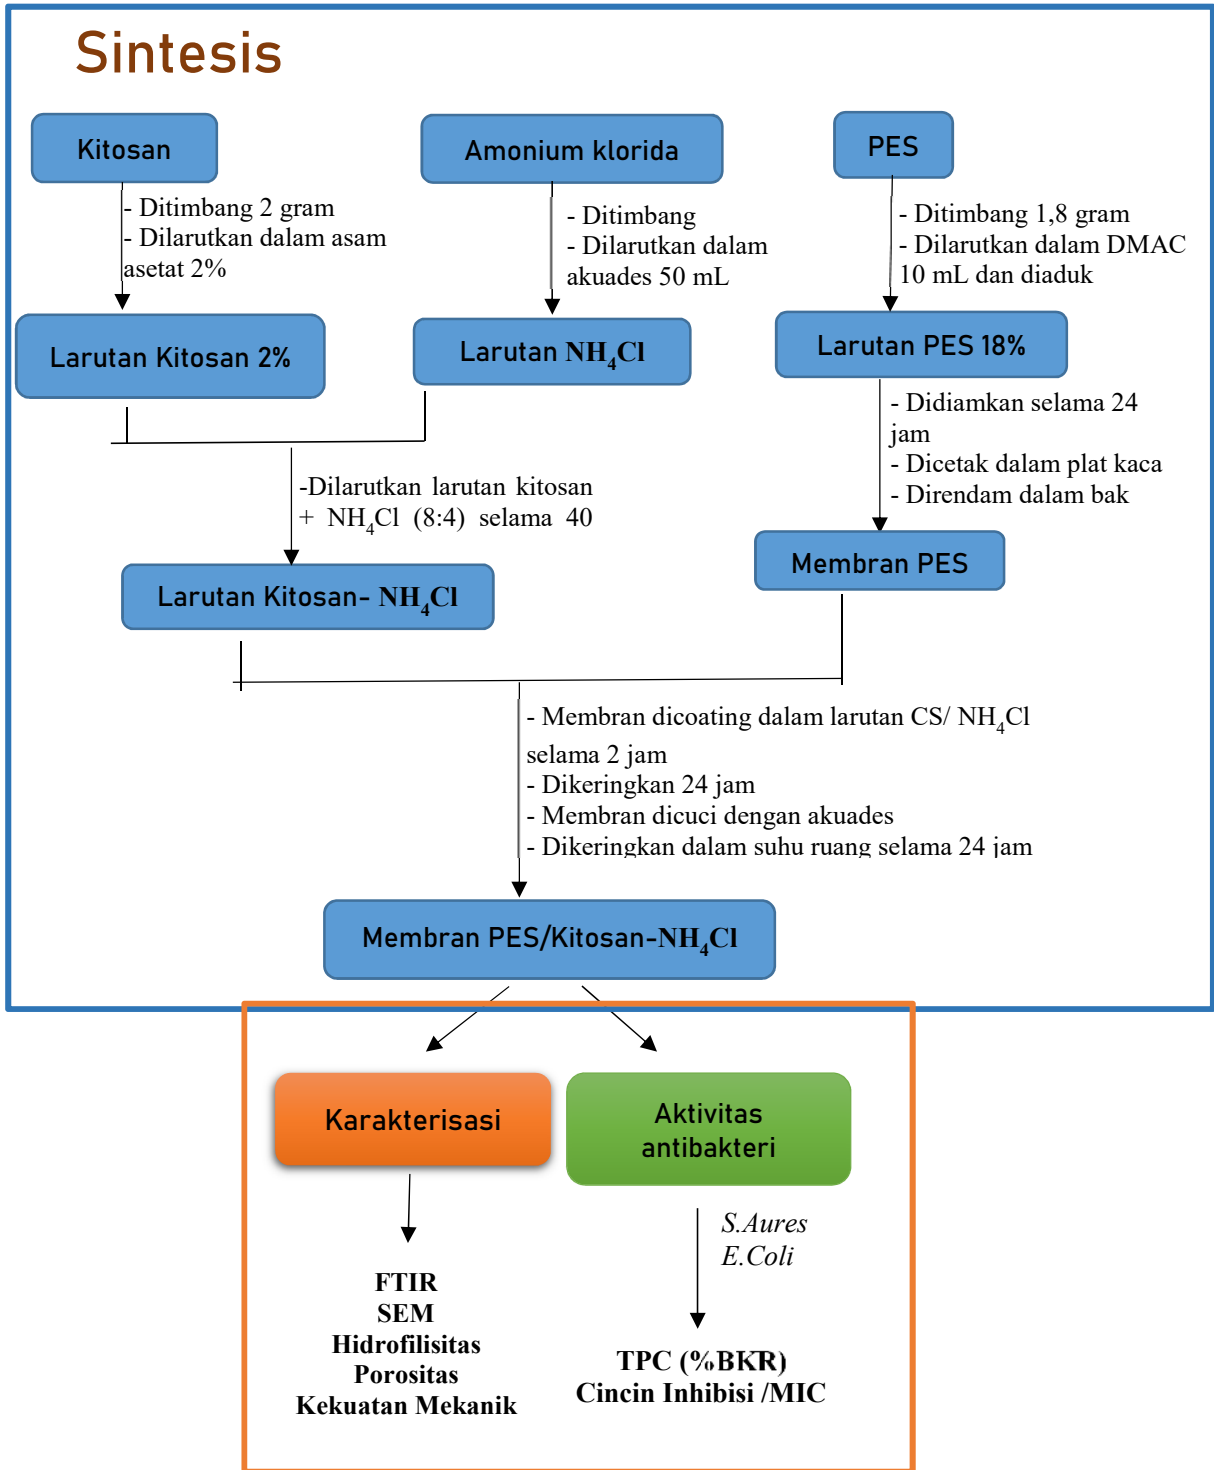 Sintesis
Kitosan
Amonium klorida
PES
- Ditimbang 2 gram
- Dilarutkan dalam asam
asetat 2%
- Ditimbang
- Dilarutkan dalam
akuades 50 mL
- Ditimbang 1,8 gram
- Dilarutkan dalam DMAC
10 mL dan diaduk
Larutan Kitosan 2%
Larutan NH₄Cl
Larutan PES 18%
- Didiamkan selama 24
jam
- Dicetak dalam plat kaca
- Direndam dalam bak
-Dilarutkan larutan kitosan
+ NH₄Cl (8:4) selama 40
Larutan Kitosan- NH₄Cl
Membran PES
- Membran dicoating dalam larutan CS/ NH₄Cl
selama 2 jam
- Dikeringkan 24 jam
- Membran dicuci dengan akuades
- Dikeringkan dalam suhu ruang selama 24 jam
Membran PES/Kitosan-NH₄Cl
Karakterisasi
Aktivitas
antibakteri
S.Aures
E.Coli
FTIR
SEM
Hidrofilisitas
Porositas
Kekuatan Mekanik
TPC (%BKR)
Cincin Inhibisi /MIC